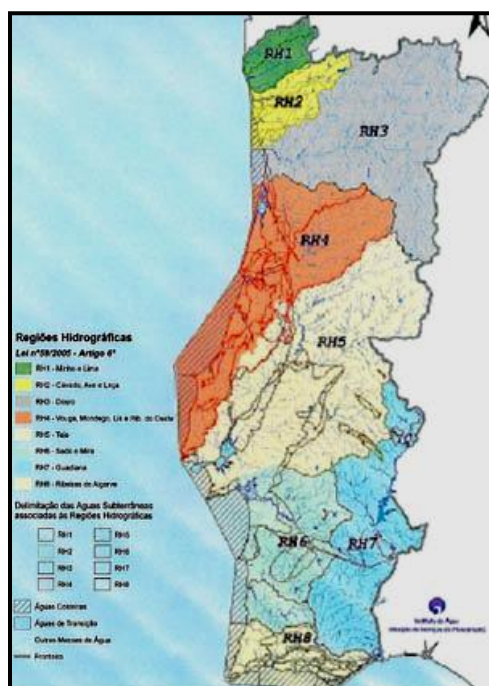 RH1
RH2
RH3
RH4
RH5
RH6
RH7
RH8
Regiões Hidrográficas
Lei nº58/2005 - Artigo 6º
RH1 - Minho e Lima
RH2 - Cávado, Ave e Leça
RH3 - Douro
RH4 - Vouga, Mondego, Lis e Rib. do Oeste
RH5 - Tejo
RH6 - Sado e Mira
RH7 - Guadiana
RH8 - Ribeiras do Algarve
Delimitação das Águas Subterrâneas
associadas às Regiões Hidrográficas
RH1 RH5
RH2 RH6
RH3 RH7
RH4 RH8
Águas Costeiras
Águas de Transição
Outras Massas de Água
Fronteira
Instituto da Água